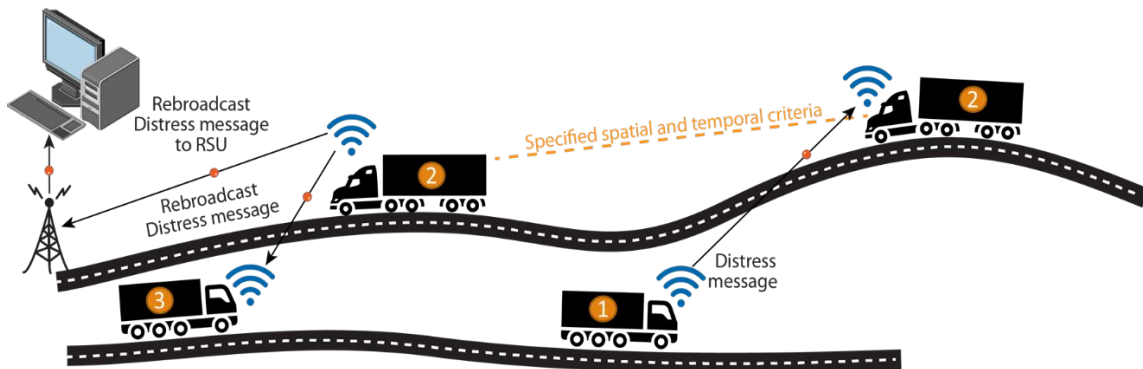 Rebroadcast
Distress message
to RSU
Rebroadcast
Distress message
Specified spatial and temporal criteria
2
2
Distress
message
3
1